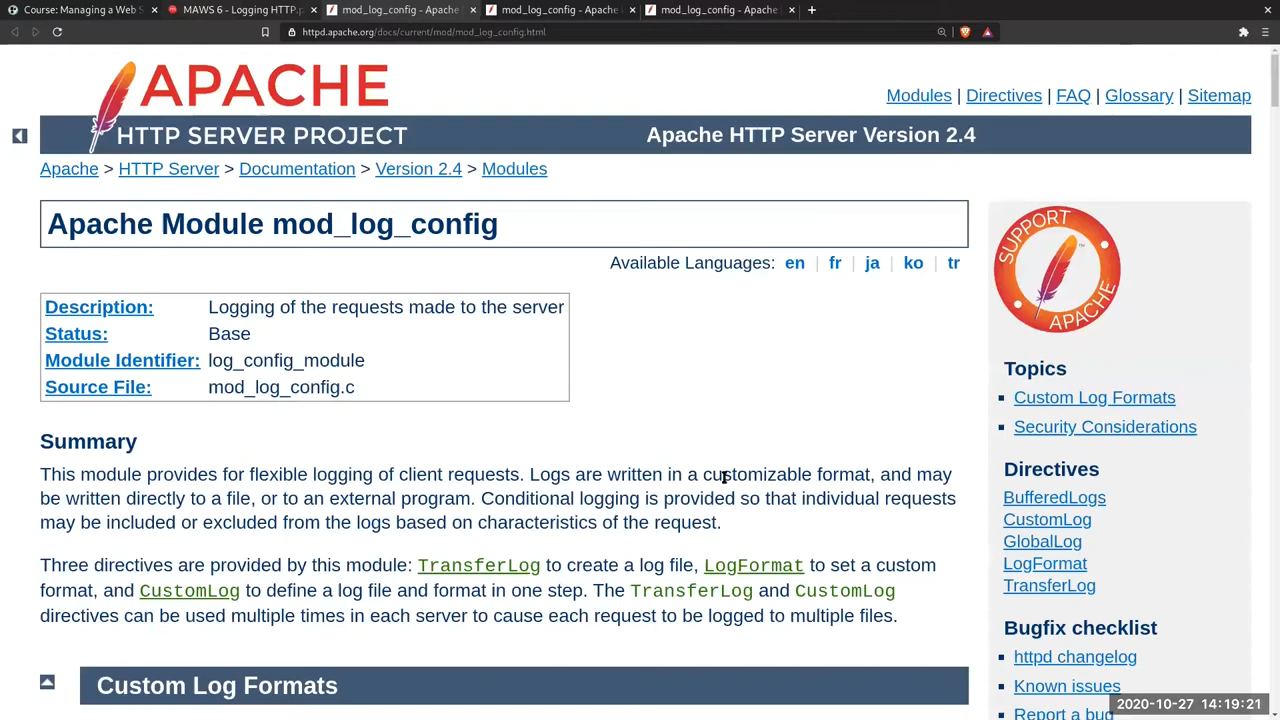 Course: Managing a Web S
MAWS 6 - Logging HTTP.p
mod_log_config - Apache
mod_log_config - Apache
mod_log_config - Apache
httpd.apache.org/docs/current/mod/mod_log_config.html
APACHE
HTTP SERVER PROJECT
Modules | Directives | FAQ | Glossary | Sitemap
Apache HTTP Server Version 2.4
Apache > HTTP Server > Documentation > Version 2.4 > Modules
Apache Module mod_log_config
Available Languages: en | fr | ja | ko | tr
Description: Logging of the requests made to the server
Status: Base
Module Identifier: log_config_module
Source File: mod_log_config.c
Summary
This module provides for flexible logging of client requests. Logs are written in a customizable format, and may
be written directly to a file, or to an external program. Conditional logging is provided so that individual requests
may be included or excluded from the logs based on characteristics of the request.
Three directives are provided by this module: TransferLog to create a log file, LogFormat to set a custom
format, and CustomLog to define a log file and format in one step. The TransferLog and CustomLog
directives can be used multiple times in each server to cause each request to be logged to multiple files.
Custom Log Formats
SUPPORT
APACHE
Topics
Custom Log Formats
Security Considerations
Directives
BufferedLogs
CustomLog
GlobalLog
LogFormat
TransferLog
Bugfix checklist
httpd changelog
Known issues
Report a bug
2020-10-27 14:19:21